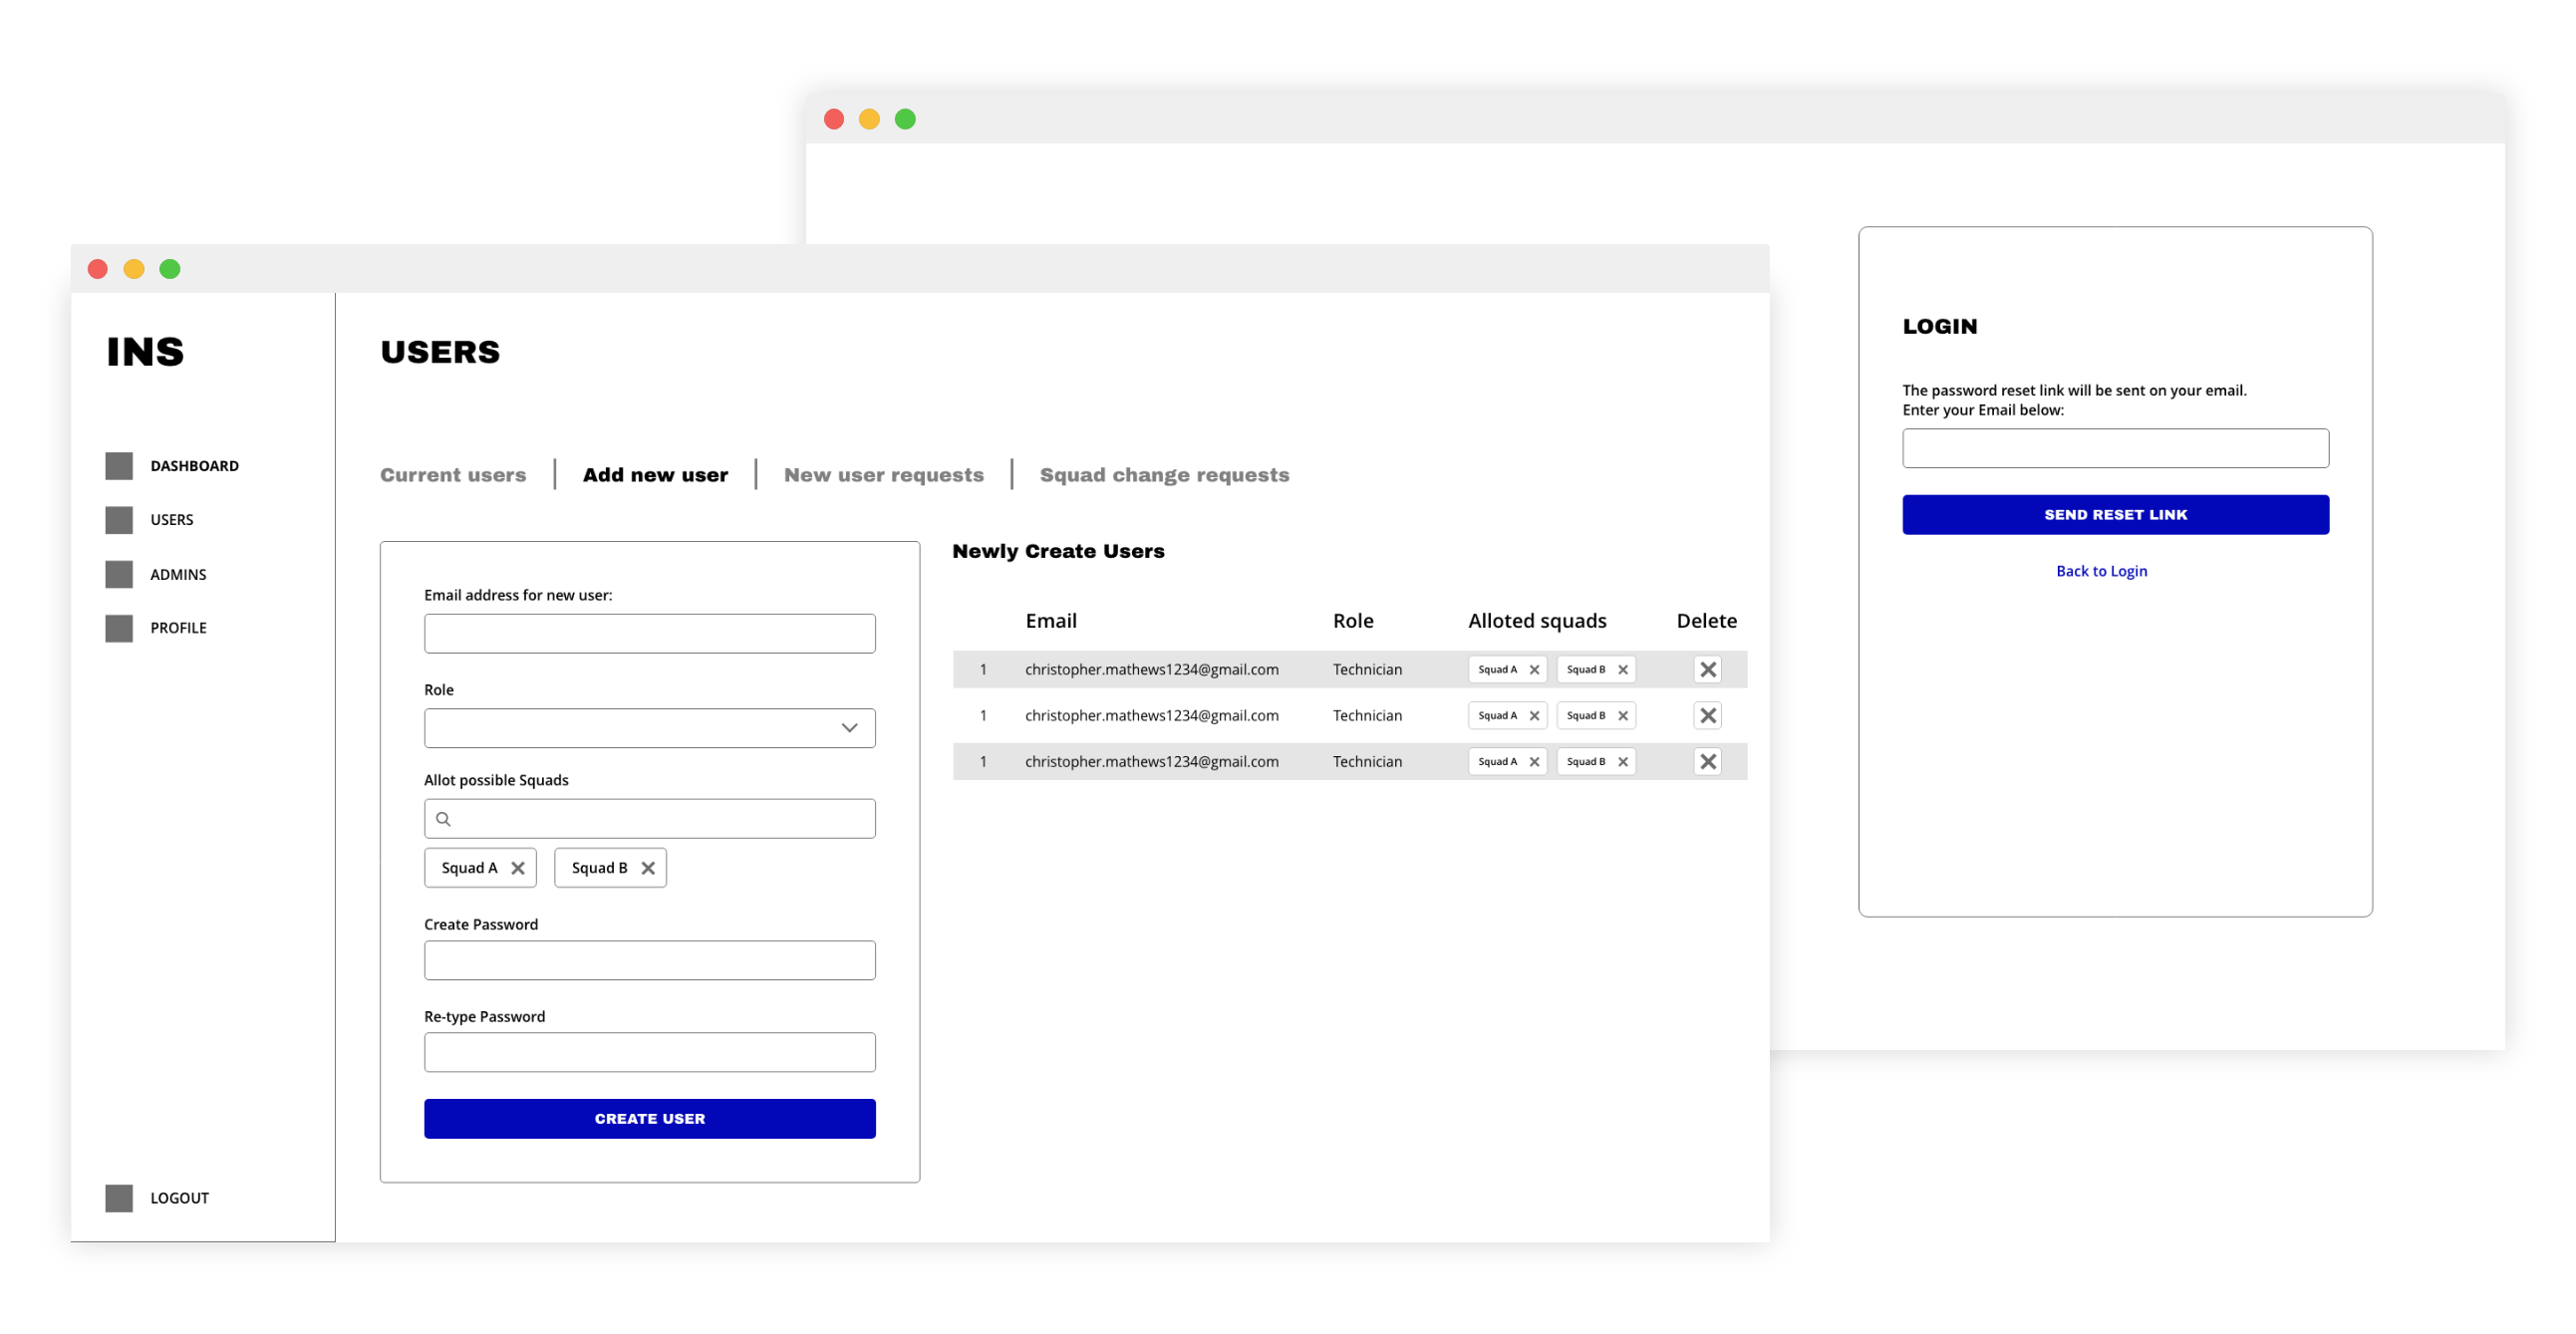 INS
DASHBOARD
USERS
ADMINS
PROFILE
LOGOUT
USERS
Current users
Add new user
New user requests
Squad change requests
Email address for new user:
Role
Allot possible Squads
Squad A
Squad B
Create Password
Re-type Password
CREATE USER
Newly Create Users
Email Role Alloted squads Delete
1 christopher.mathews1234@gmail.com Technician Squad A Squad B
1 christopher.mathews1234@gmail.com Technician Squad A Squad B
1 christopher.mathews1234@gmail.com Technician Squad A Squad B
LOGIN
The password reset link will be sent on your email.
Enter your Email below:
SEND RESET LINK
Back to Login